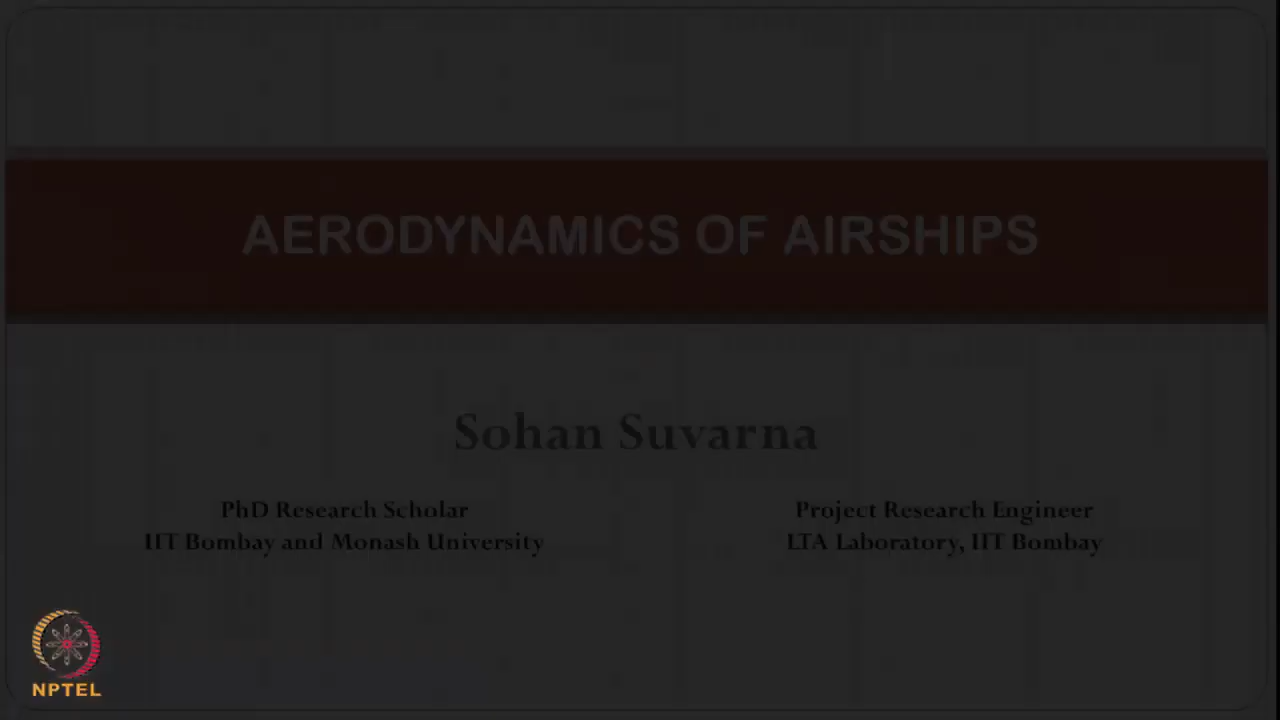 AERODYNAMICS OF AIRSHIPS
Sohan Suvarna
PhD Research Scholar
IIT Bombay and Monash University
Project Research Engineer
LTA Laboratory, IIT Bombay
NPTEL